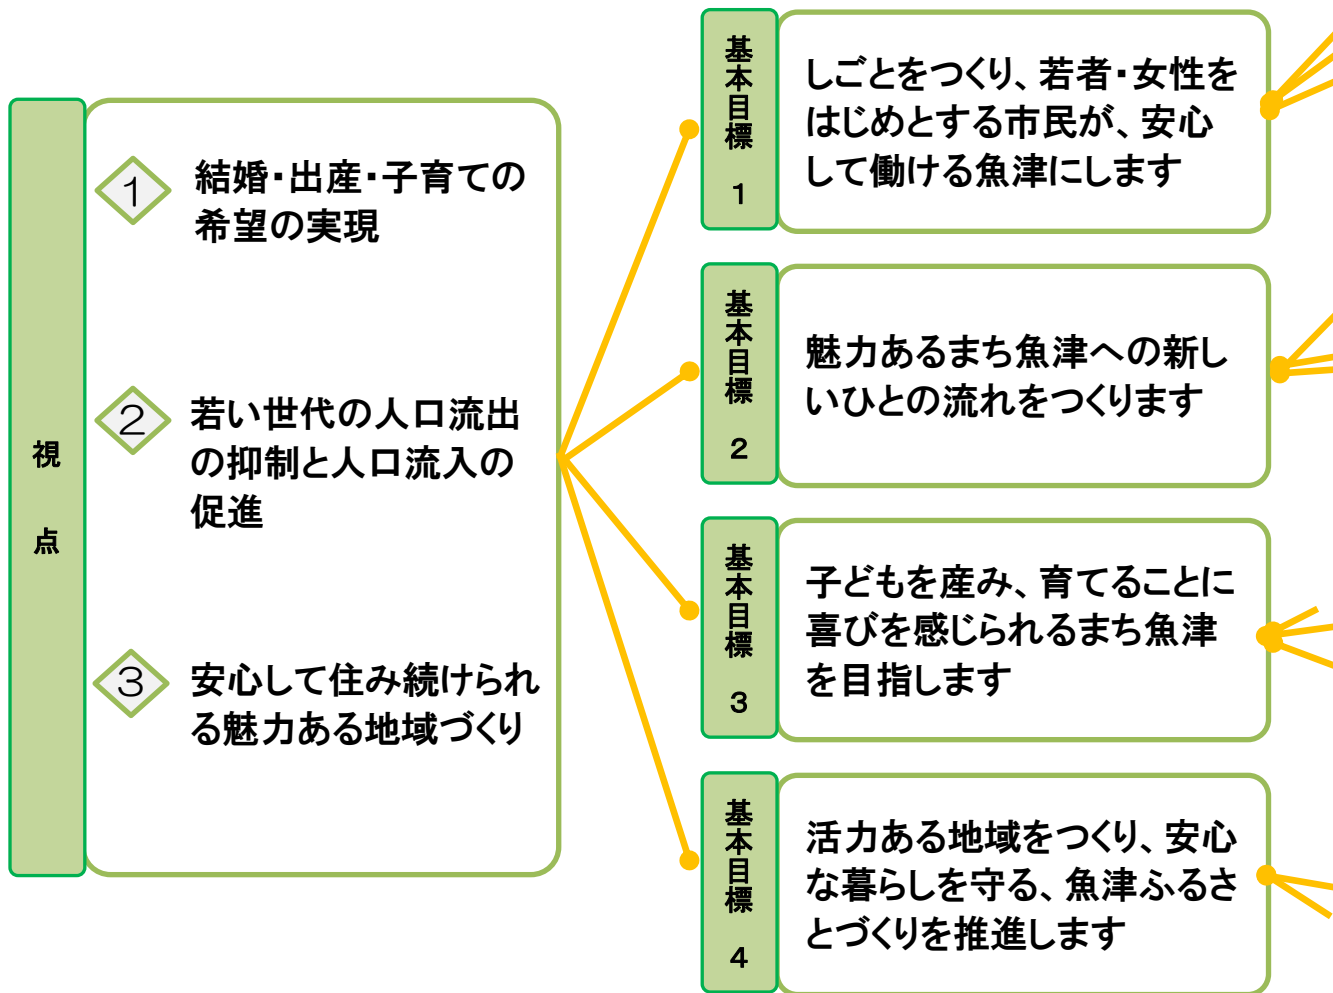 視点
1
結婚・出産・子育ての
希望の実現
2
若い世代の人口流出
の抑制と人口流入の
促進
3
安心して住み続けられ
る魅力ある地域づくり
基本目標 1
しごとをつくり、若者・女性を
はじめとする市民が、安心
して働ける魚津にします
基本目標 2
魅力あるまち魚津への新し
いひとの流れをつくります
基本目標 3
子どもを産み、育てることに
喜びを感じられるまち魚津
を目指します
基本目標 4
活力ある地域をつくり、安心
な暮らしを守る、魚津ふるさ
とづくりを推進します